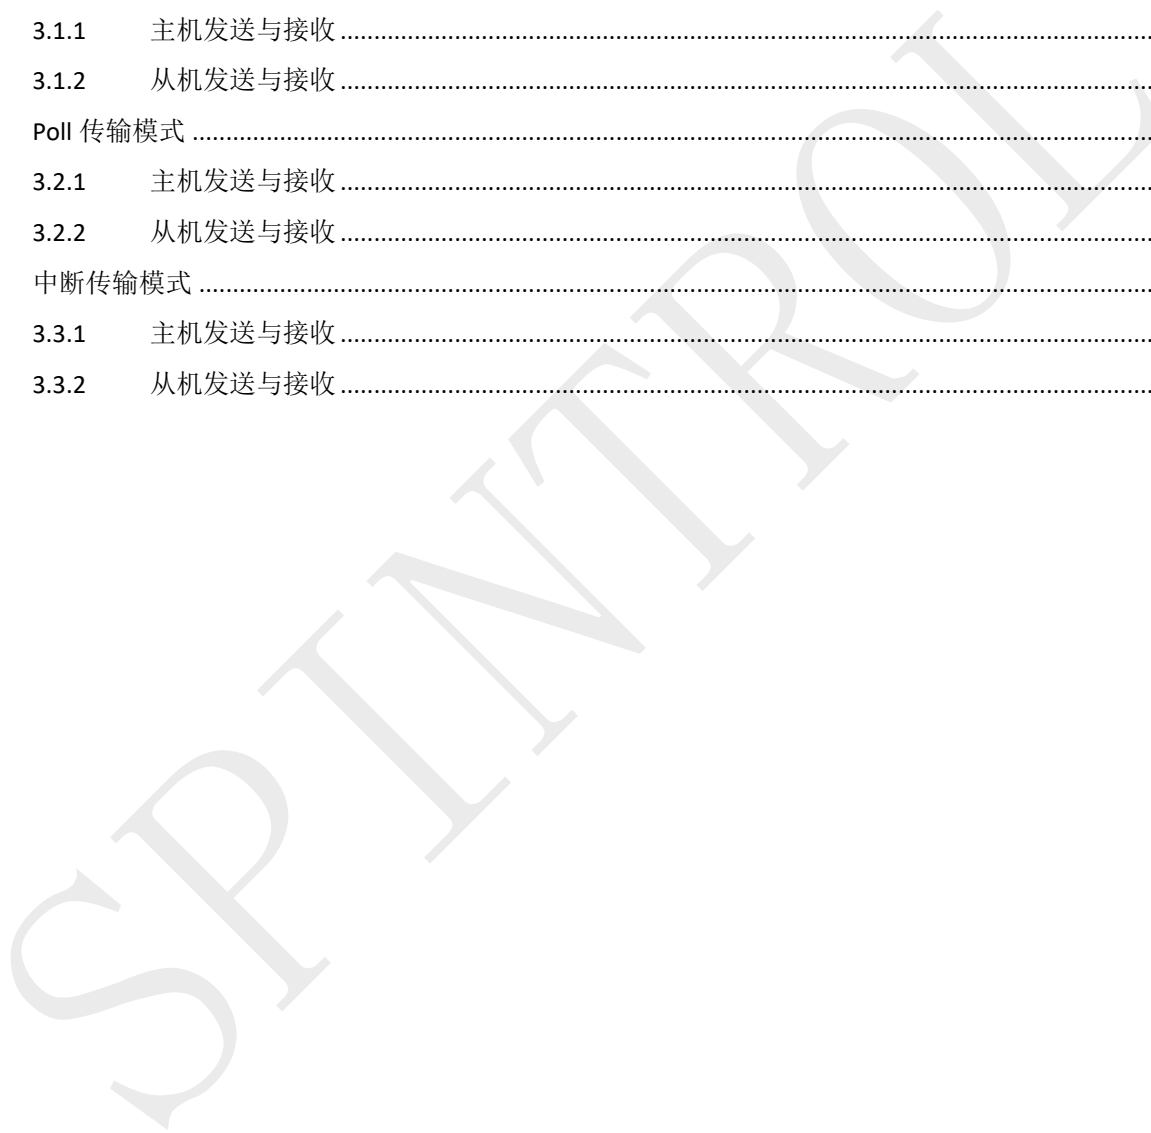 3.1.1 主机发送与接收
3.1.2 从机发送与接收
Poll 传输模式
3.2.1 主机发送与接收
3.2.2 从机发送与接收
中断传输模式
3.3.1 主机发送与接收
3.3.2 从机发送与接收
SPINTROL